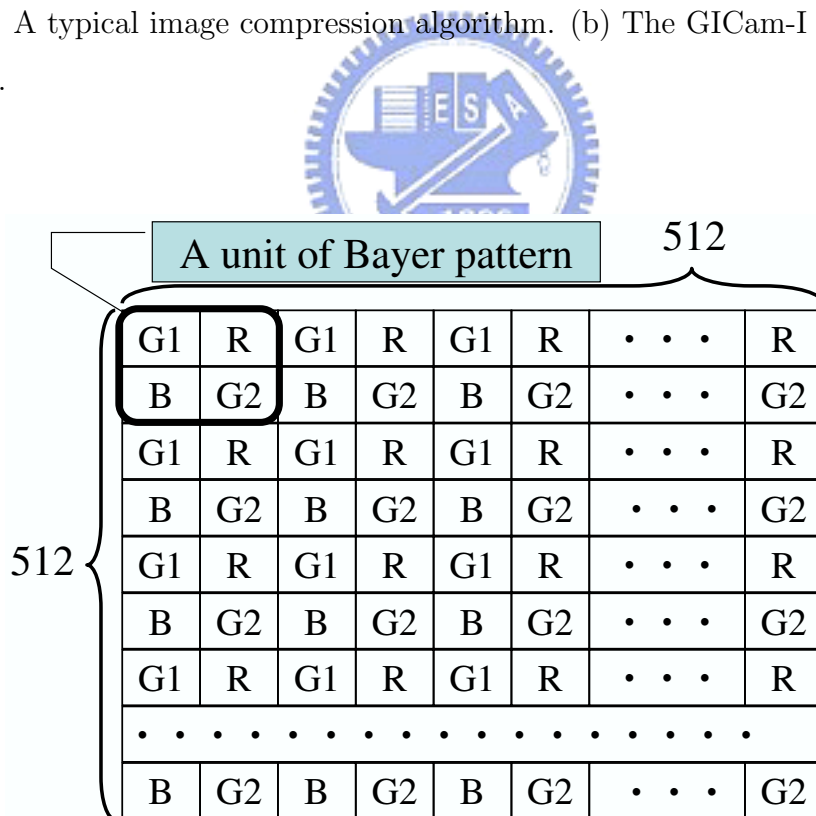 A typical image compression algorithm. (b) The GICam-I
.
E S A
A unit of Bayer pattern
512
G1 R G1 R G1 R · · · R
B G2 B G2 B G2 · · · G2
G1 R G1 R G1 R · · · R
B G2 B G2 B G2 · · · G2
512
G1 R G1 R G1 R · · · R
B G2 B G2 B G2 · · · G2
G1 R G1 R G1 R · · · R
· · · · · · · · · · · · · · · · ·
B G2 B G2 B G2 · · · G2